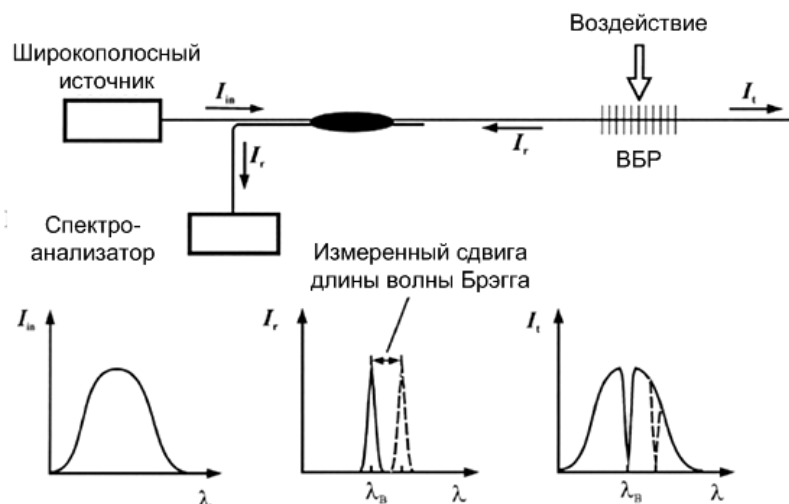 Воздействие
Широкополосный
источник
I_in
I_t
I_r
ВБР
I_r
Спектро-
анализатор
Измеренный сдвига
длины волны Брэгга
I_in
I_r
I_t
λ
λ_B
λ
λ_B
λ